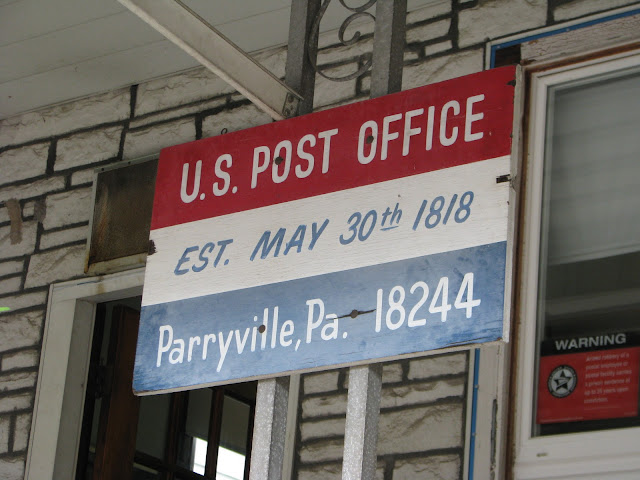 U.S. POST OFFICE
EST. MAY 30th 1818
Parryville, Pa. 18244
WARNING